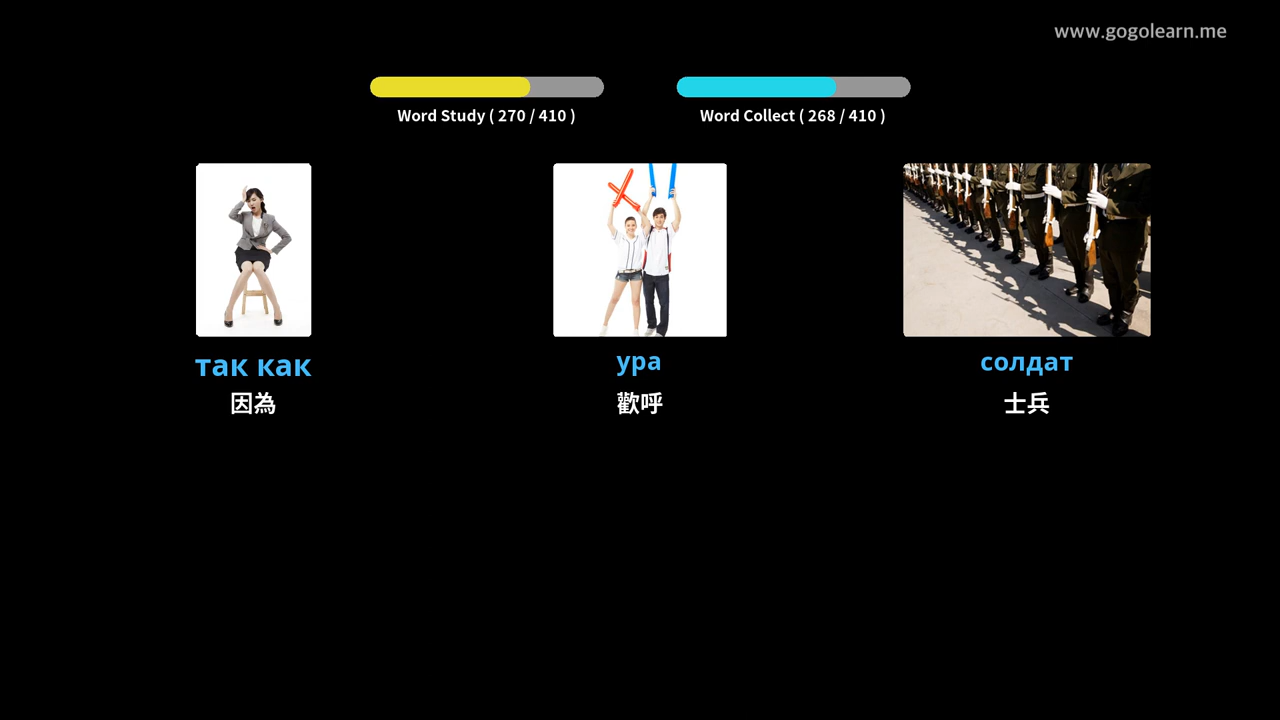 www.gogolearn.me
Word Study ( 270 / 410 )
Word Collect ( 268 / 410 )
так как
因為
ура
歡呼
солдат
士兵